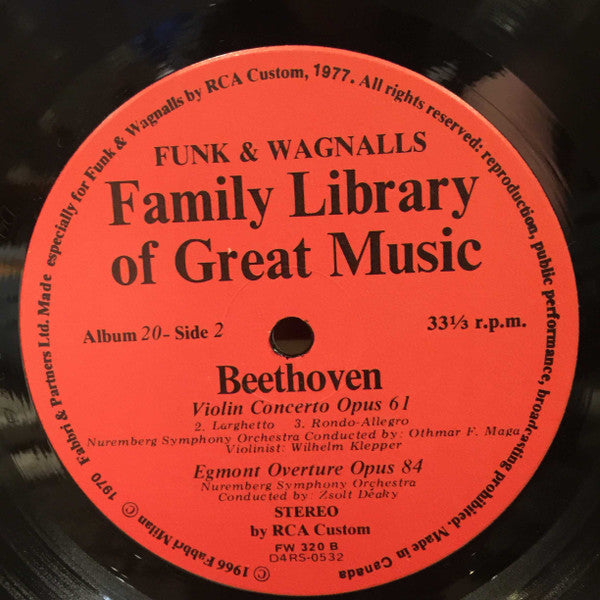 © 1966 Fabbri Milan © 1970 Fabbri & Partners Ltd. Made especially for Funk & Wagnalls by RCA Custom, 1977. All rights reserved: reproduction, public performance, broadcasting prohibited. Made in Canada
FUNK & WAGNALLS
Family Library
of Great Music
Album 20 - Side 2
33⅓ r.p.m.
Beethoven
Violin Concerto Opus 61
2. Larghetto 3. Rondo-Allegro
Nuremberg Symphony Orchestra Conducted by: Othmar F. Maga
Violinist: Wilhelm Klepper
Egmont Overture Opus 84
Nuremberg Symphony Orchestra
Conducted by: Zsolt Deaky
STEREO
by RCA Custom
FW 320 B
D4RS-0532